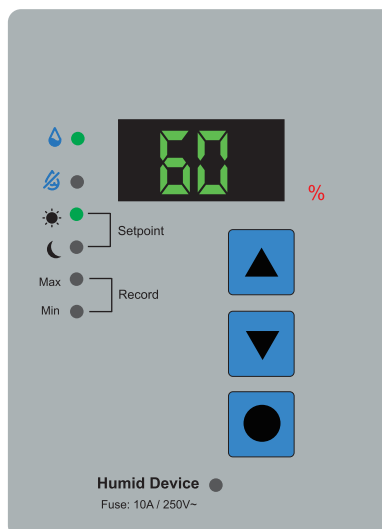 60
%
Setpoint
Max
Record
Min
Humid Device
Fuse: 10A / 250V~